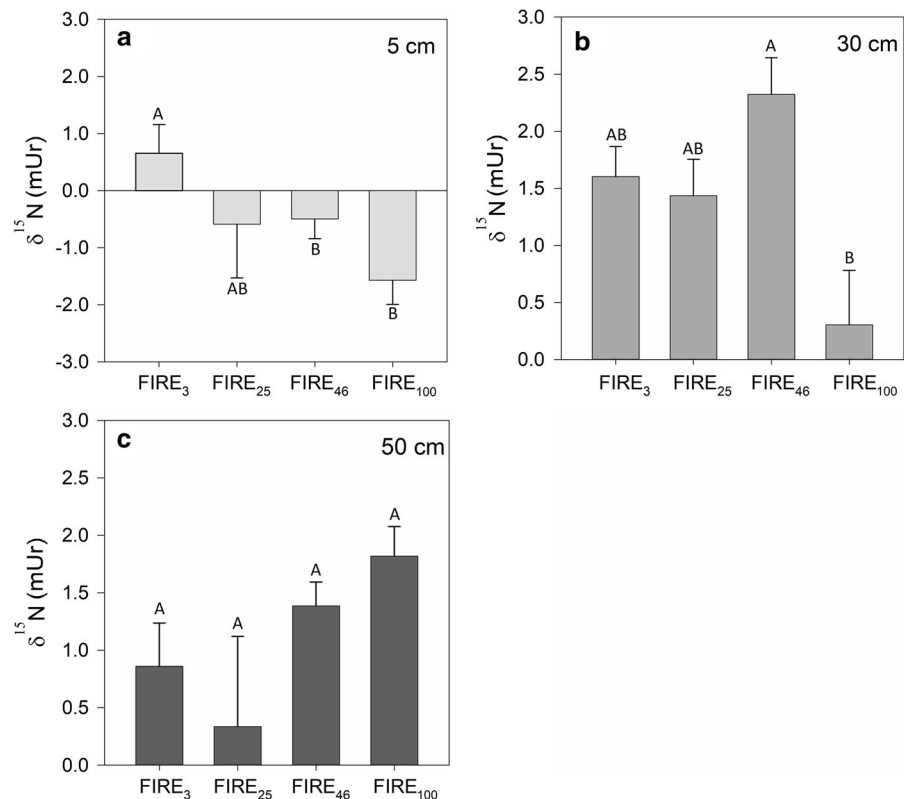 a
5 cm
3.0
2.0
1.0
0.0
-1.0
-2.0
-3.0
δ¹⁵N (mUr)
A
AB
B
B
FIRE₃ FIRE₂₅ FIRE₄₆ FIRE₁₀₀
b
30 cm
3.0
2.5
2.0
1.5
1.0
0.5
0.0
δ¹⁵N (mUr)
AB
AB
A
B
FIRE₃ FIRE₂₅ FIRE₄₆ FIRE₁₀₀
c
50 cm
3.0
2.5
2.0
1.5
1.0
0.5
0.0
δ¹⁵N (mUr)
A
A
A
A
FIRE₃ FIRE₂₅ FIRE₄₆ FIRE₁₀₀